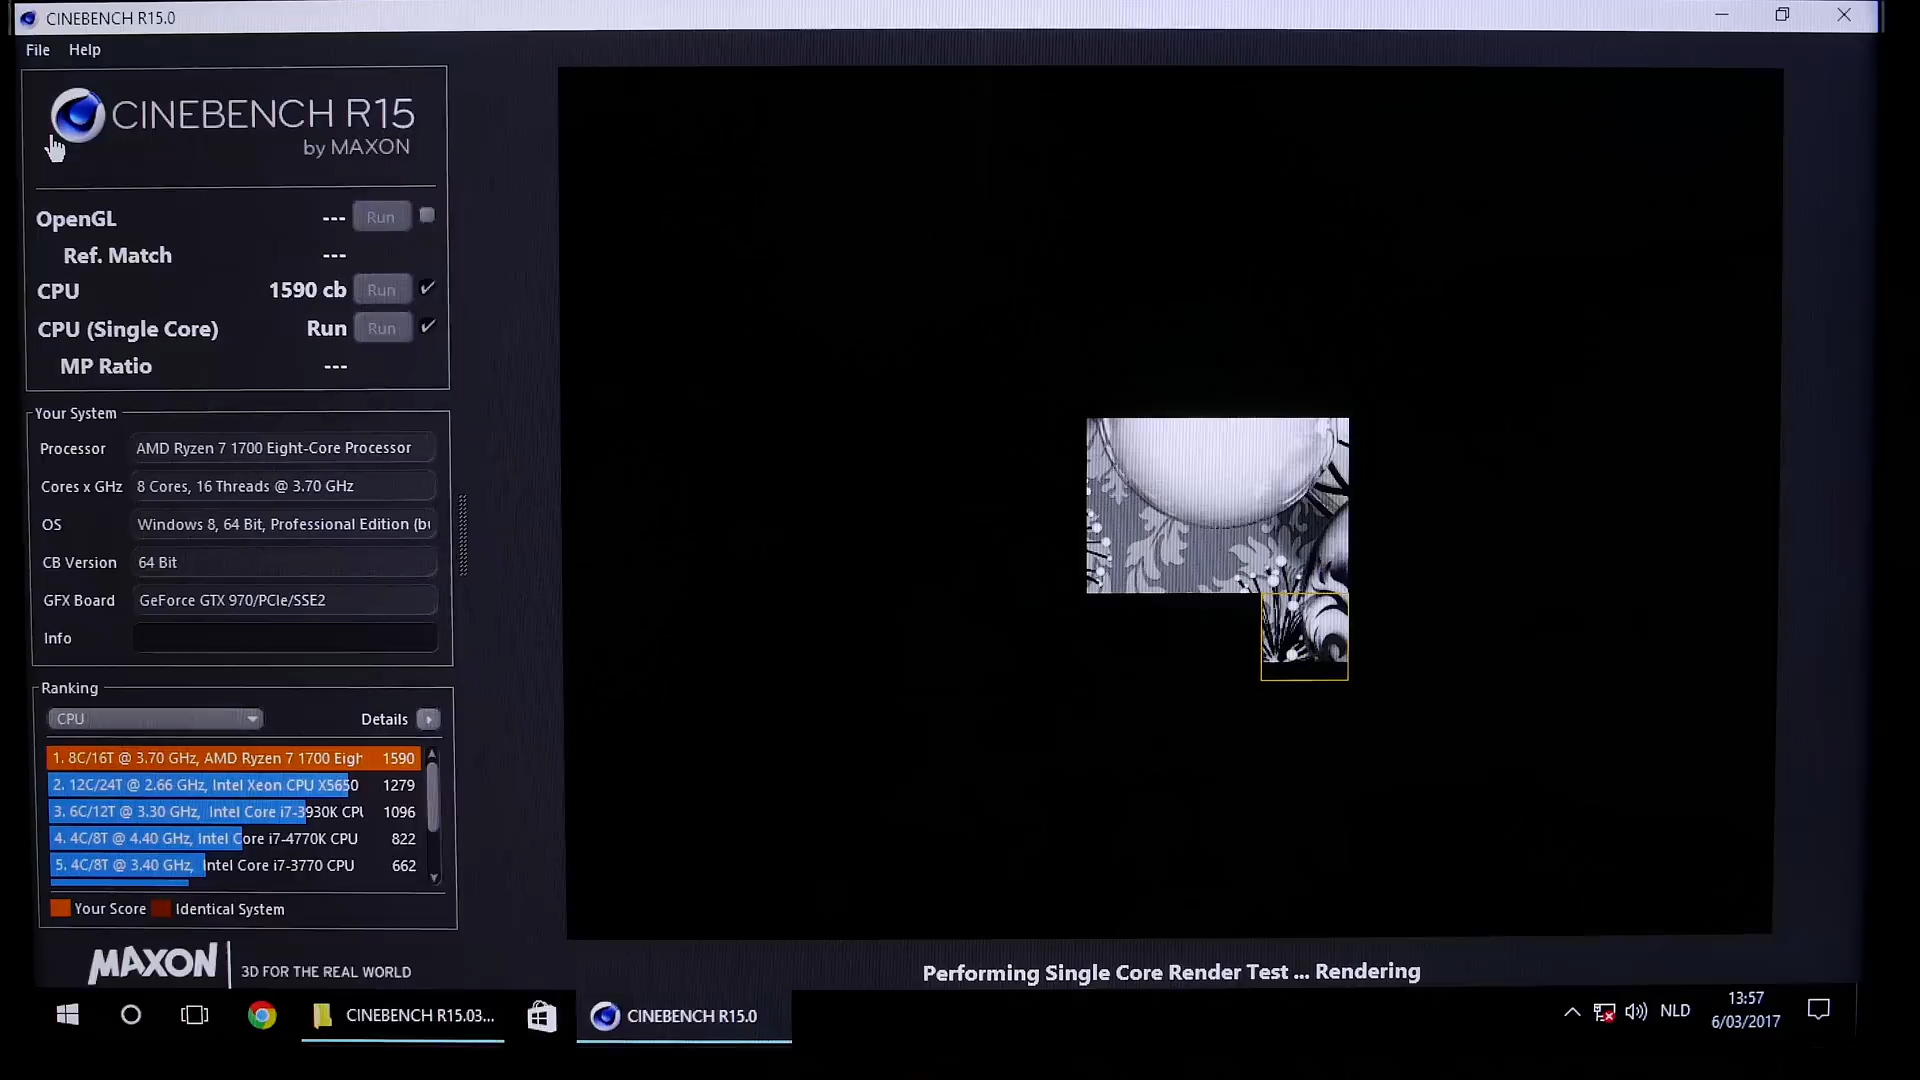 CINEBENCH R15.0
File Help
CINEBENCH R15
by MAXON
OpenGL --- Run
Ref. Match ---
CPU 1590 cb Run
CPU (Single Core) Run Run
MP Ratio ---
Your System
Processor AMD Ryzen 7 1700 Eight-Core Processor
Cores x GHz 8 Cores, 16 Threads @ 3.70 GHz
OS Windows 8, 64 Bit, Professional Edition (bu
CB Version 64 Bit
GFX Board GeForce GTX 970/PCIe/SSE2
Info
Ranking
CPU Details
1. 8C/16T @ 3.70 GHz, AMD Ryzen 7 1700 Eigh 1590
2. 12C/24T @ 2.66 GHz, Intel Xeon CPU X5650 1279
3. 6C/12T @ 3.30 GHz, Intel Core i7-3930K CPU 1096
4. 4C/8T @ 4.40 GHz, Intel Core i7-4770K CPU 822
5. 4C/8T @ 3.40 GHz, Intel Core i7-3770 CPU 662
Your Score Identical System
MAXON 3D FOR THE REAL WORLD
Performing Single Core Render Test ... Rendering
CINEBENCH R15.03... CINEBENCH R15.0 NLD 13:57
6/03/2017